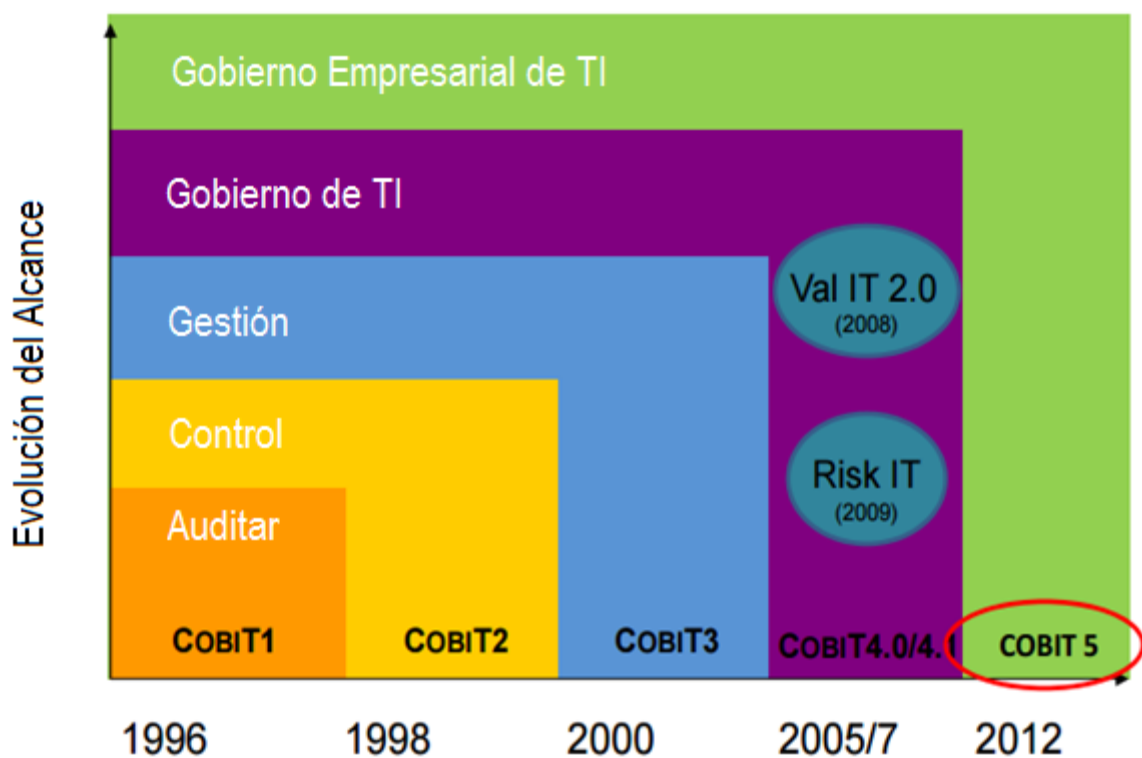 Evolución del Alcance
Gobierno Empresarial de TI
Gobierno de TI
Val IT 2.0
(2008)
Gestión
Control
Risk IT
(2009)
Auditar
COBIT1
COBIT2
COBIT3
COBIT4.0/4.1
COBIT 5
1996
1998
2000
2005/7
2012